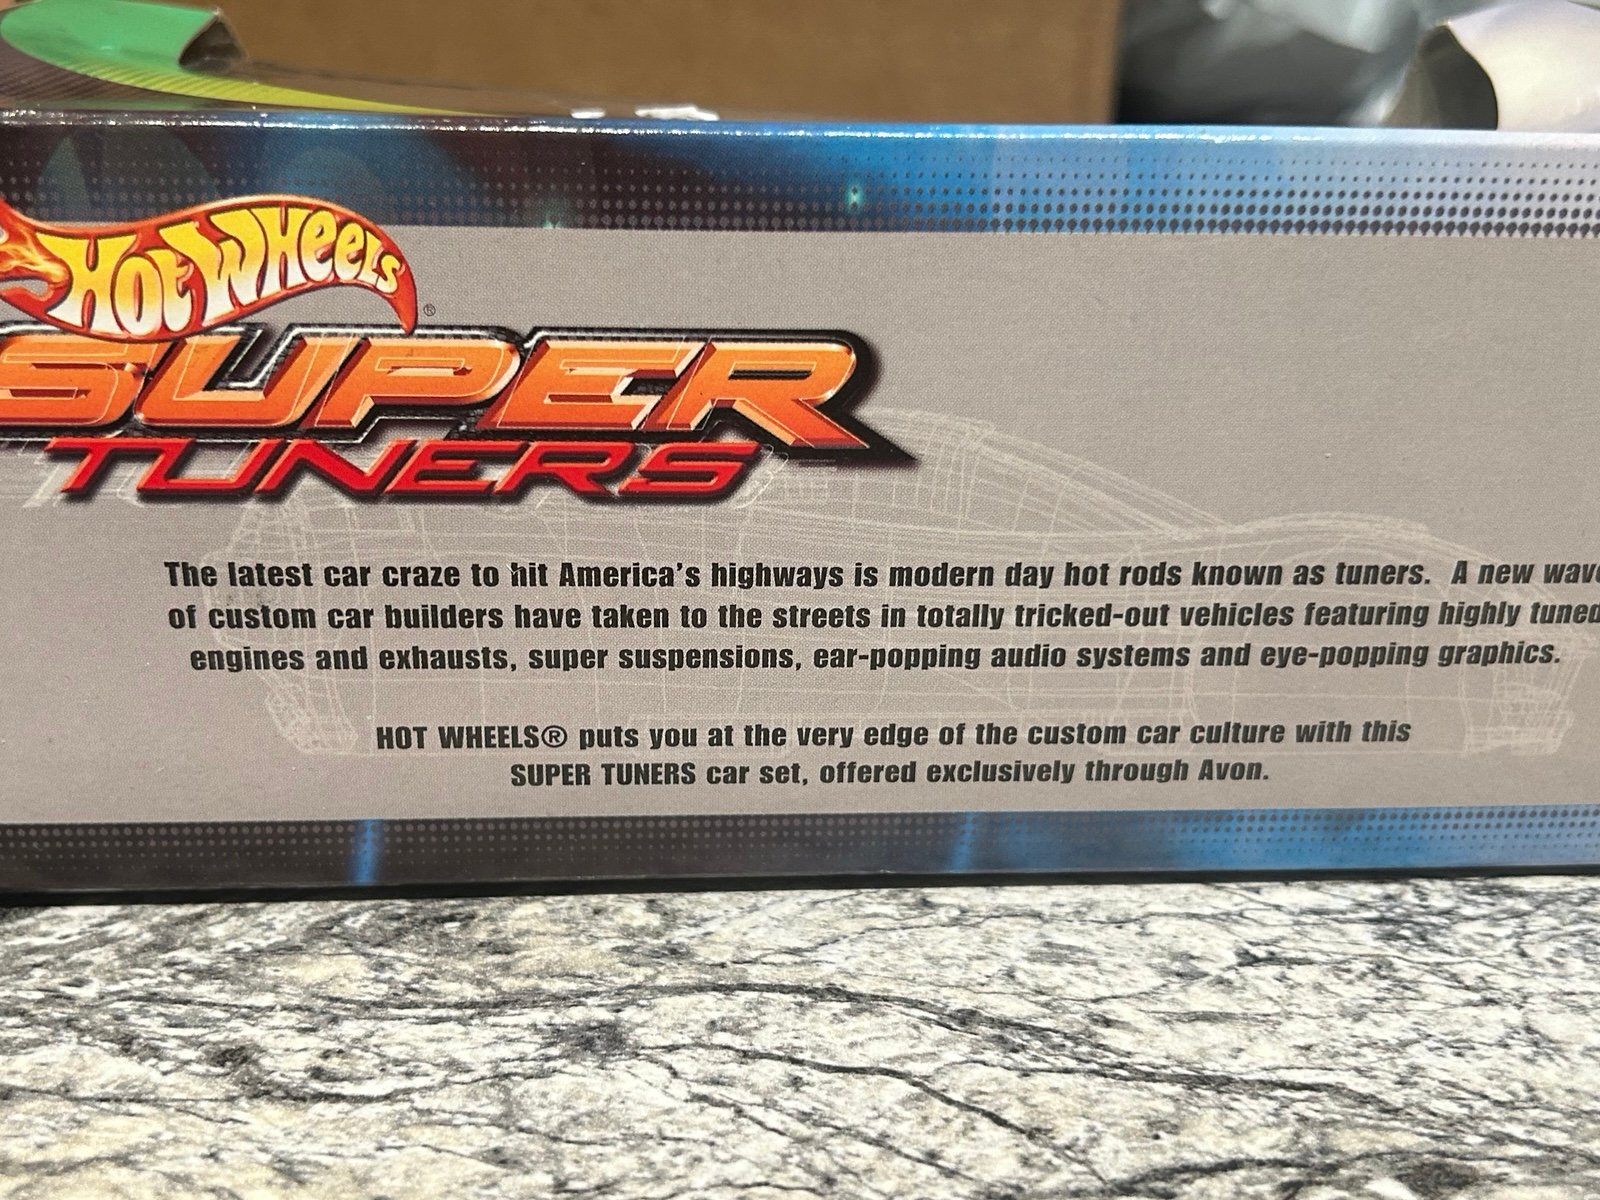 Hot Wheels®
SUPER
TUNERS
The latest car craze to hit America's highways is modern day hot rods known as tuners. A new wave
of custom car builders have taken to the streets in totally tricked-out vehicles featuring highly tuned
engines and exhausts, super suspensions, ear-popping audio systems and eye-popping graphics.
HOT WHEELS® puts you at the very edge of the custom car culture with this
SUPER TUNERS car set, offered exclusively through Avon.